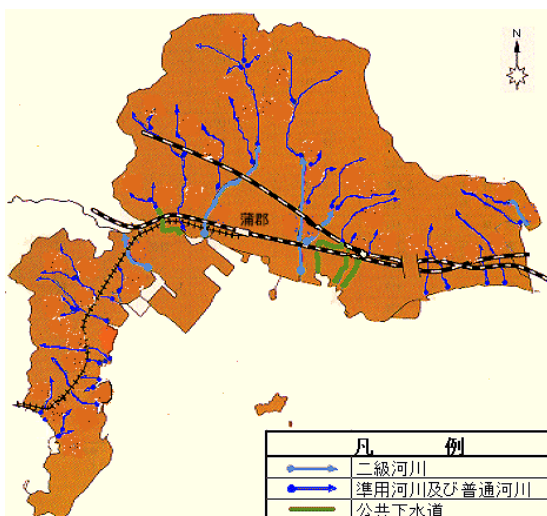 N
蒲郡
凡 例
二級河川
準用河川及び普通河川
公共下水道